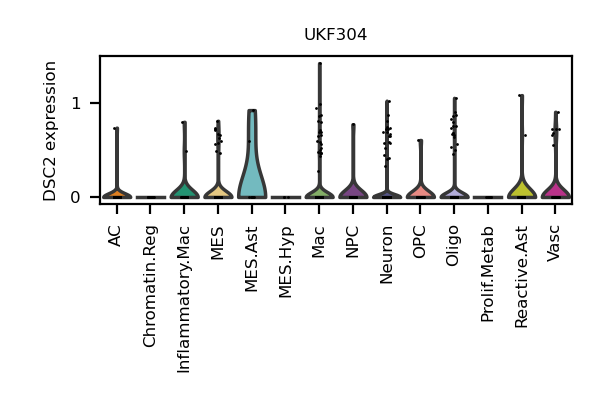 UKF304
DSC2 expression
1
0
AC
Chromatin.Reg
Inflammatory.Mac
MES
MES.Ast
MES.Hyp
Mac
NPC
Neuron
OPC
Oligo
Prolif.Metab
Reactive.Ast
Vasc